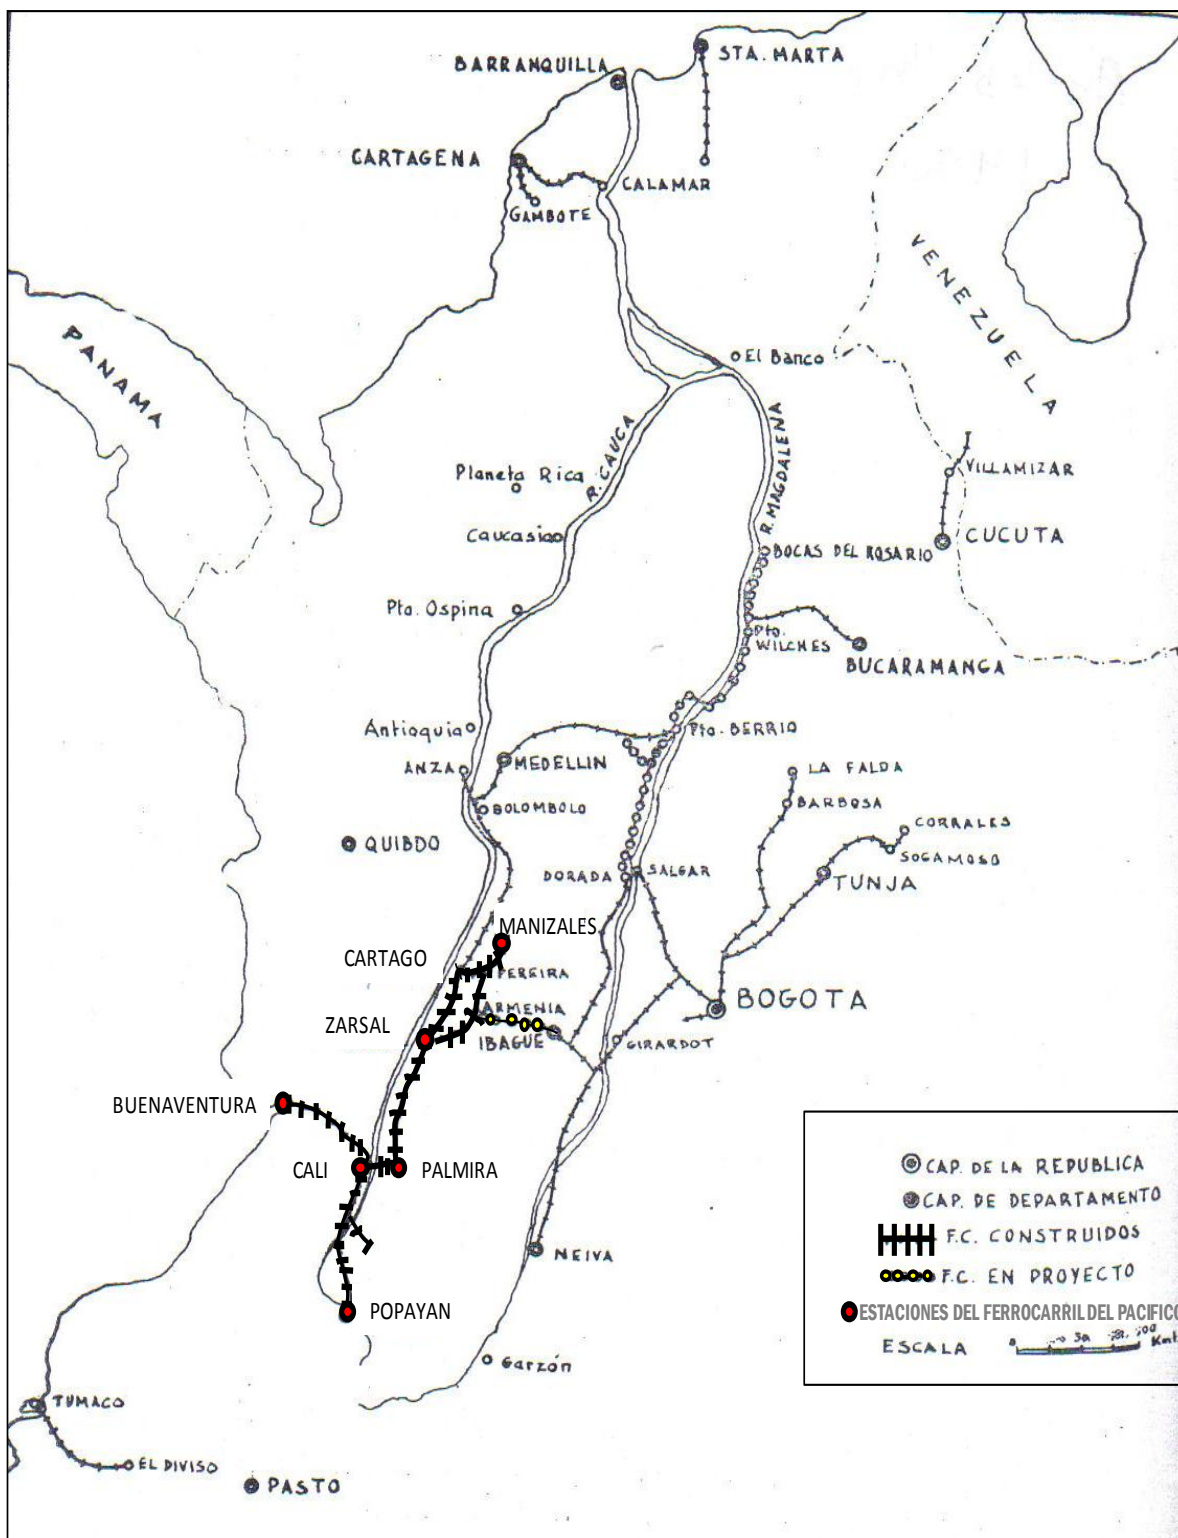 STA. MARTA
BARRANQUILLA
CARTAGENA
CALAMAR
GAMBOTE
VENEZUELA
PANAMA
El Banco
R. CAUCA
R. MAGDALENA
Planeta Rica
VILLAMIZAR
Caucasia
CUCUTA
BOCAS DEL ROSARIO
Pto. Ospina
Pto.
WILCHES
BUCARAMANGA
Antioquia
Pto. BERRIO
ANZA
MEDELLIN
LA FALDA
BARBOSA
BOLOMBOLO
CORRALES
QUIBDO
SOGAMOSO
DORADA
SALGAR
TUNJA
MANIZALES
CARTAGO
PEREIRA
BOGOTA
ARMENIA
ZARSAL
IBAGUE
GIRARDOT
BUENAVENTURA
CALI
PALMIRA
NEIVA
POPAYAN
Garzón
TUMACO
EL DIVISO
PASTO
CAP. DE LA REPUBLICA
CAP. DE DEPARTAMENTO
F.C. CONSTRUIDOS
F.C. EN PROYECTO
ESTACIONES DEL FERROCARRIL DEL PACIFICO
ESCALA